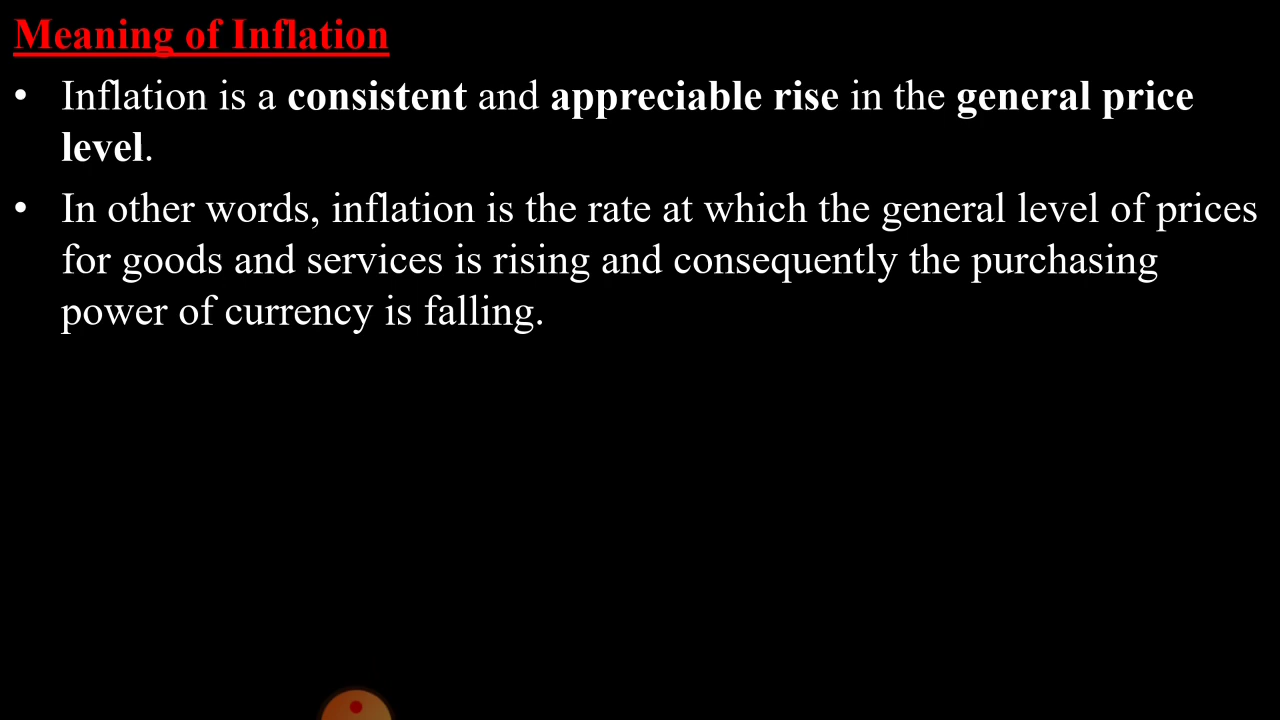 Meaning of Inflation
• Inflation is a consistent and appreciable rise in the general price
level.
• In other words, inflation is the rate at which the general level of prices
for goods and services is rising and consequently the purchasing
power of currency is falling.